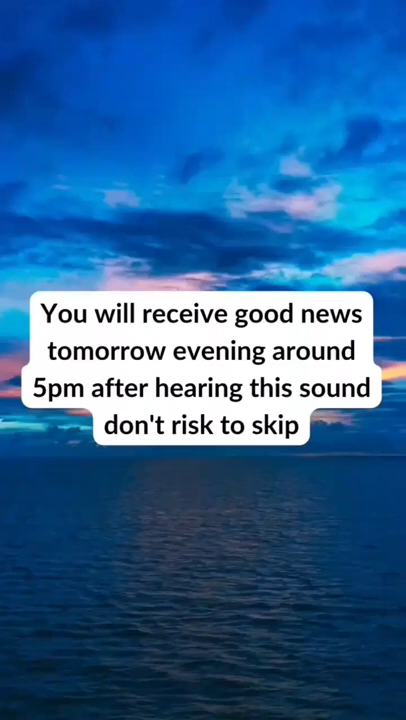 You will receive good news
tomorrow evening around
5pm after hearing this sound
don't risk to skip